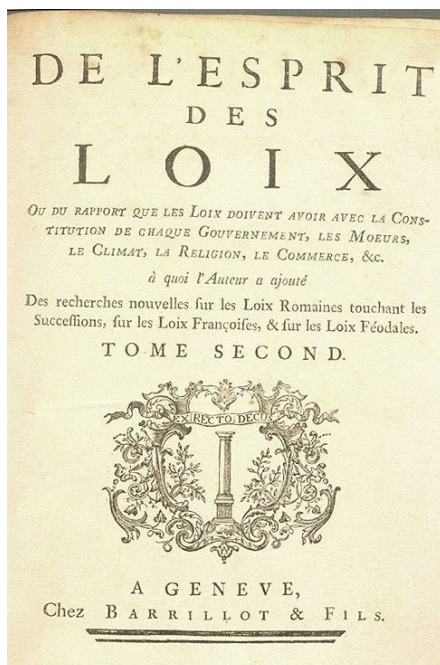 DE L'ESPRIT
DES
LOIX
OU DU RAPPORT QUE LES LOIX DOIVENT AVOIR AVEC LA CONS-
TITUTION DE CHAQUE GOUVERNEMENT, LES MOEURS,
LE CLIMAT, LA RELIGION, LE COMMERCE, &c.
à quoi l'Auteur a ajouté
Des recherches nouvelles ſur les Loix Romaines touchant les
Succeſſions, ſur les Loix Françoiſes, & ſur les Loix Féodales.
TOME SECOND.
EX RECTO DECUS
A GENEVE,
Chez BARRILLOT & FILS.